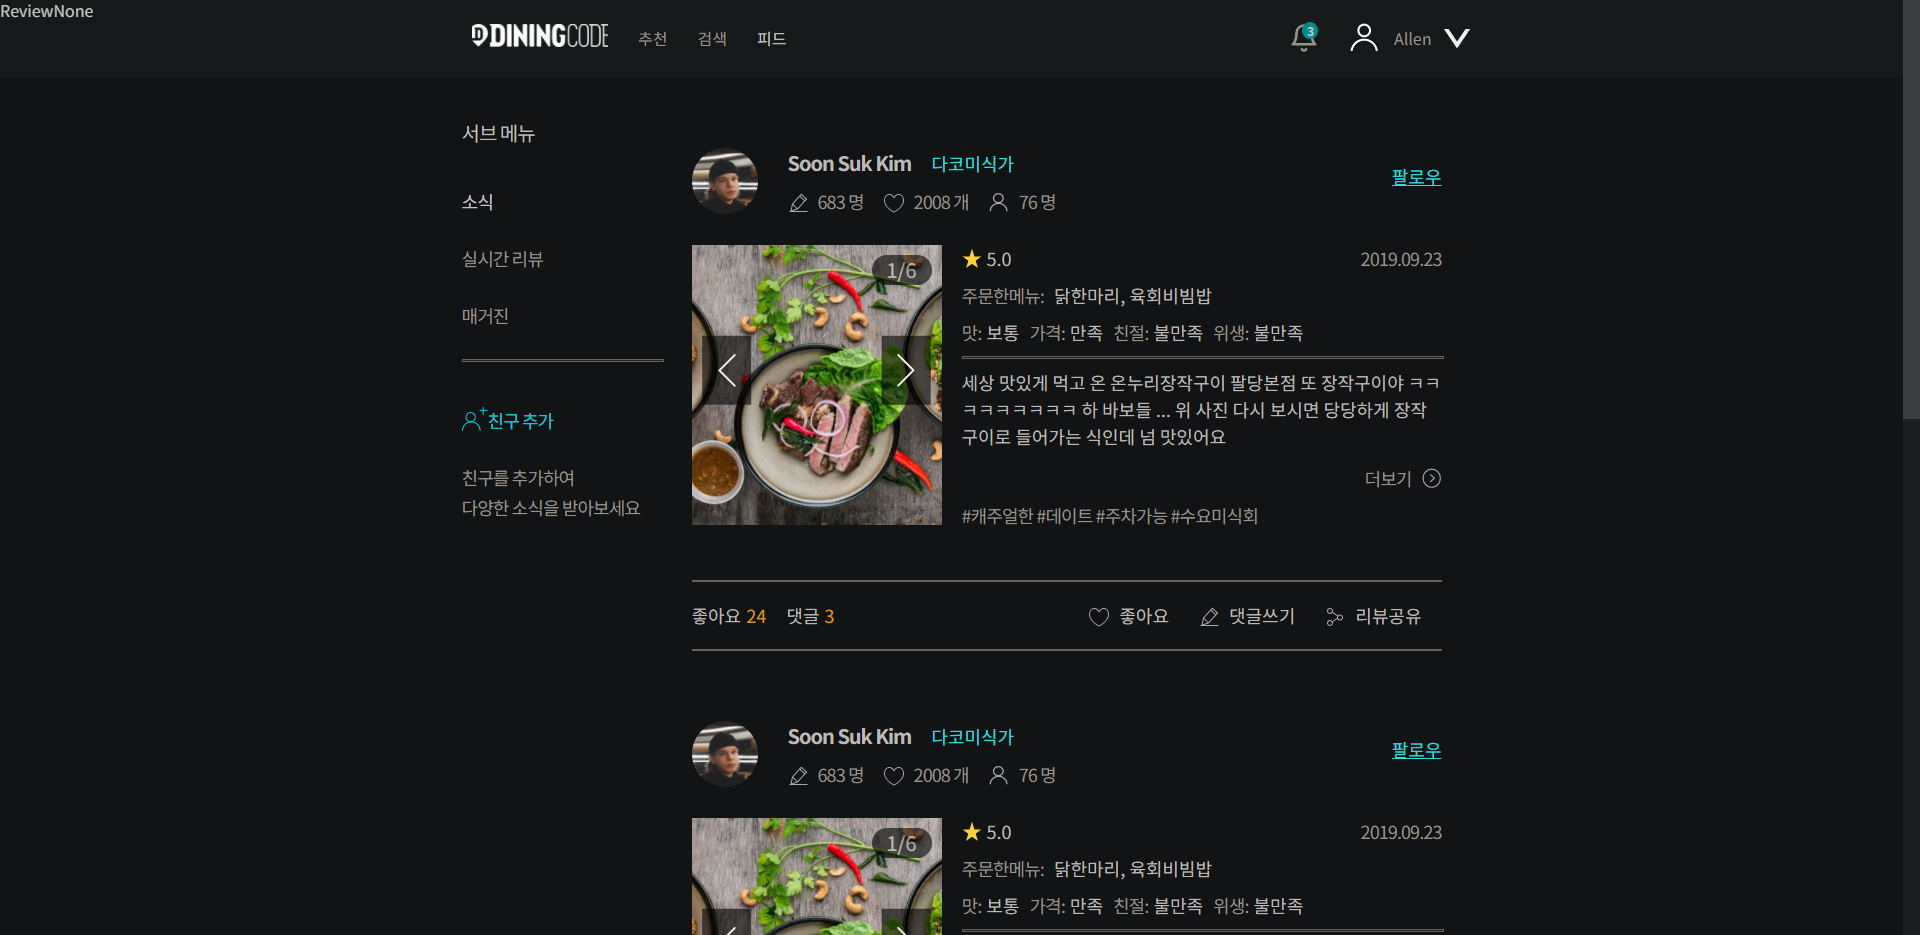 ReviewNone
DININGCODE 추천 검색 피드 3 Allen
서브 메뉴
소식
실시간 리뷰
매거진
친구 추가
친구를 추가하여
다양한 소식을 받아보세요
Soon Suk Kim 다코미식가 팔로우
683 명 2008 개 76 명
1/6
5.0 2019.09.23
주문한메뉴: 닭한마리, 육회비빔밥
맛: 보통 가격: 만족 친절: 불만족 위생: 불만족
세상 맛있게 먹고 온 온누리장작구이 팔당본점 또 장작구이야 ㅋㅋ
ㅋㅋㅋㅋㅋㅋㅋ 하 바보들 ... 위 사진 다시 보시면 당당하게 장작
구이로 들어가는 식인데 넘 맛있어요
더보기
#캐주얼한 #데이트 #주차가능 #수요미식회
좋아요 24 댓글 3 좋아요 댓글쓰기 리뷰공유
Soon Suk Kim 다코미식가 팔로우
683 명 2008 개 76 명
1/6
5.0 2019.09.23
주문한메뉴: 닭한마리, 육회비빔밥
맛: 보통 가격: 만족 친절: 불만족 위생: 불만족